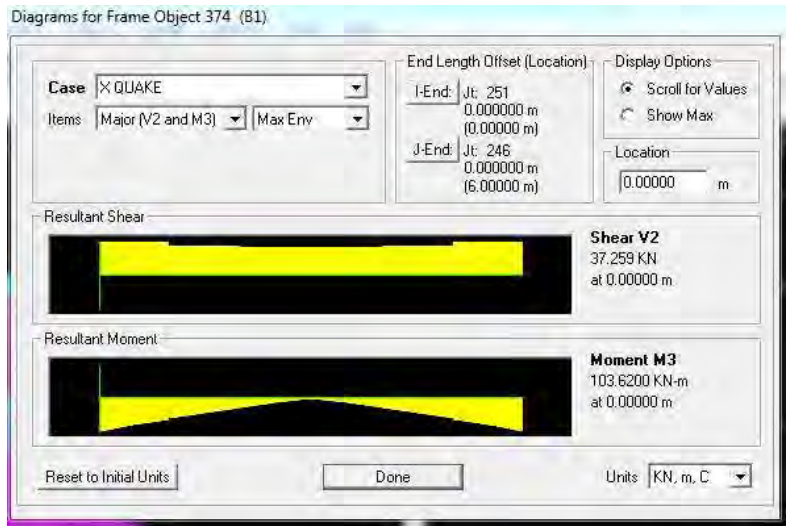 Diagrams for Frame Object 374 (B1)
Case X QUAKE
Items Major (V2 and M3) Max Env
End Length Offset (Location)
I-End: Jt: 251
0.000000 m
(0.00000 m)
J-End: Jt: 246
0.000000 m
(6.00000 m)
Display Options
Scroll for Values
Show Max
Location
0.00000 m
Resultant Shear
Shear V2
37.259 KN
at 0.00000 m
Resultant Moment
Moment M3
103.6200 KN-m
at 0.00000 m
Reset to Initial Units
Done
Units KN, m, C